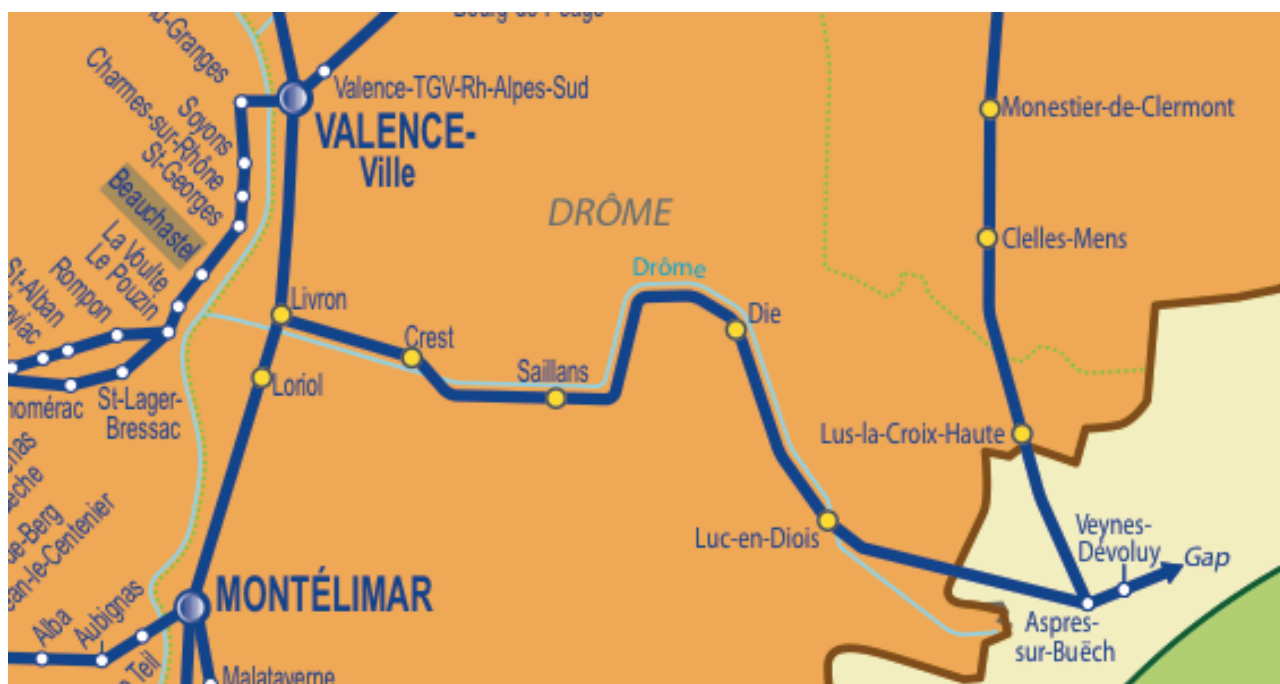 Granges
Valence-TGV-Rh-Alpes-Sud
VALENCE-
Ville
Charmes-sur-Rhône
Soyons
St-Georges
Beauchastel
La Voulte
Le Pouzin
Rompon
St-Alban
DRÔME
Drôme
Monestier-de-Clermont
Clelles-Mens
Livron
Crest
Die
Saillans
Loriol
St-Lager-
Bressac
Lus-la-Croix-Haute
Luc-en-Diois
Veynes-
Dévoluy
Gap
Aspres-
sur-Buëch
MONTÉLIMAR
Alba
Aubignas
Teil
Malataverne